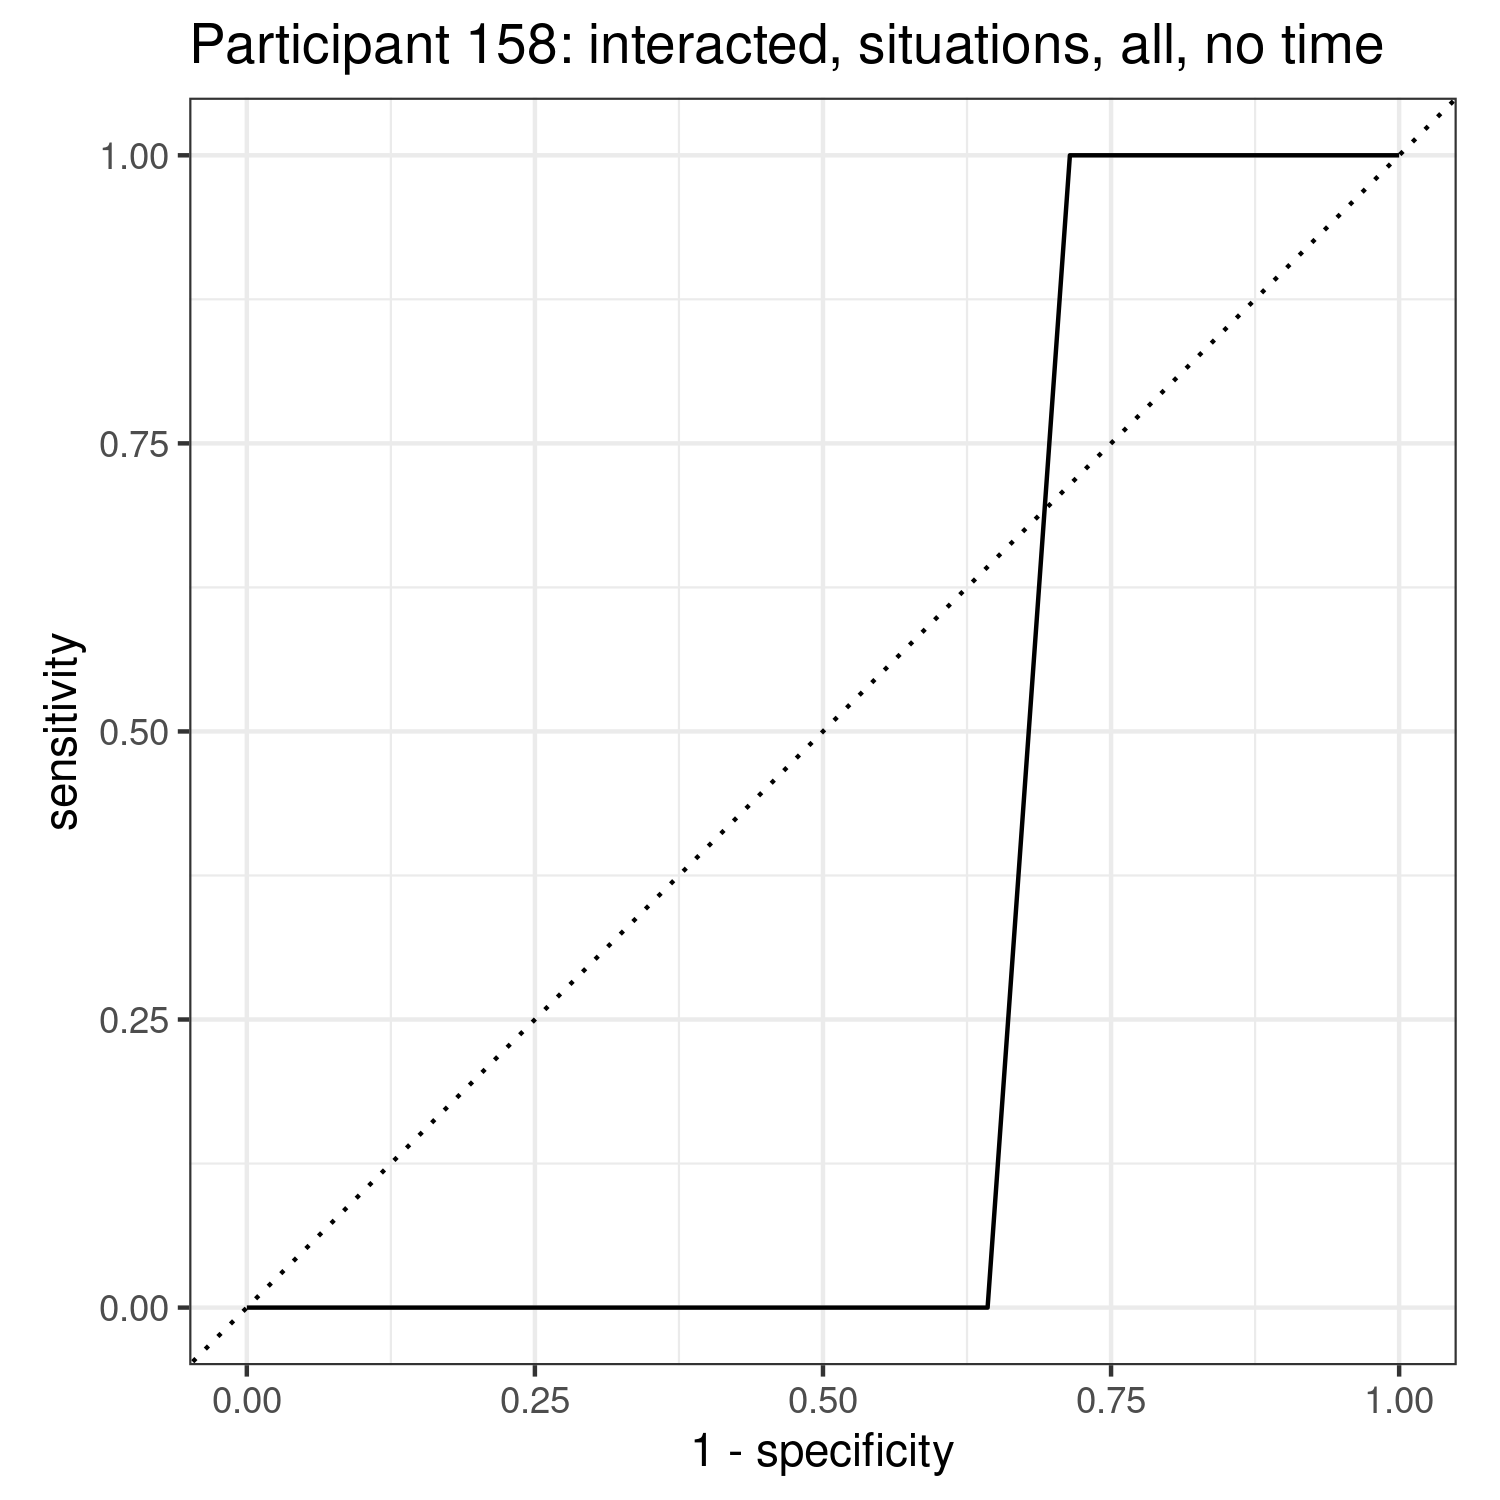 Participant 158: interacted, situations, all, no time
1.00
0.75
0.50
0.25
0.00
sensitivity
0.00 0.25 0.50 0.75 1.00
1 - specificity